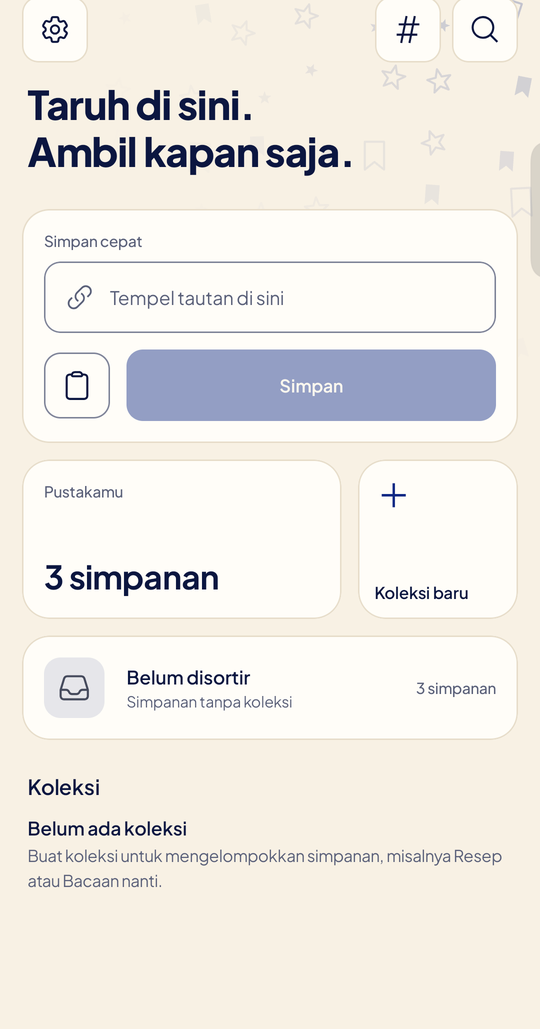 #
Taruh di sini.
Ambil kapan saja.
Simpan cepat
Tempel tautan di sini
Simpan
Pustakamu
3 simpanan
Koleksi baru
Belum disortir
Simpanan tanpa koleksi
3 simpanan
Koleksi
Belum ada koleksi
Buat koleksi untuk mengelompokkan simpanan, misalnya Resep
atau Bacaan nanti.